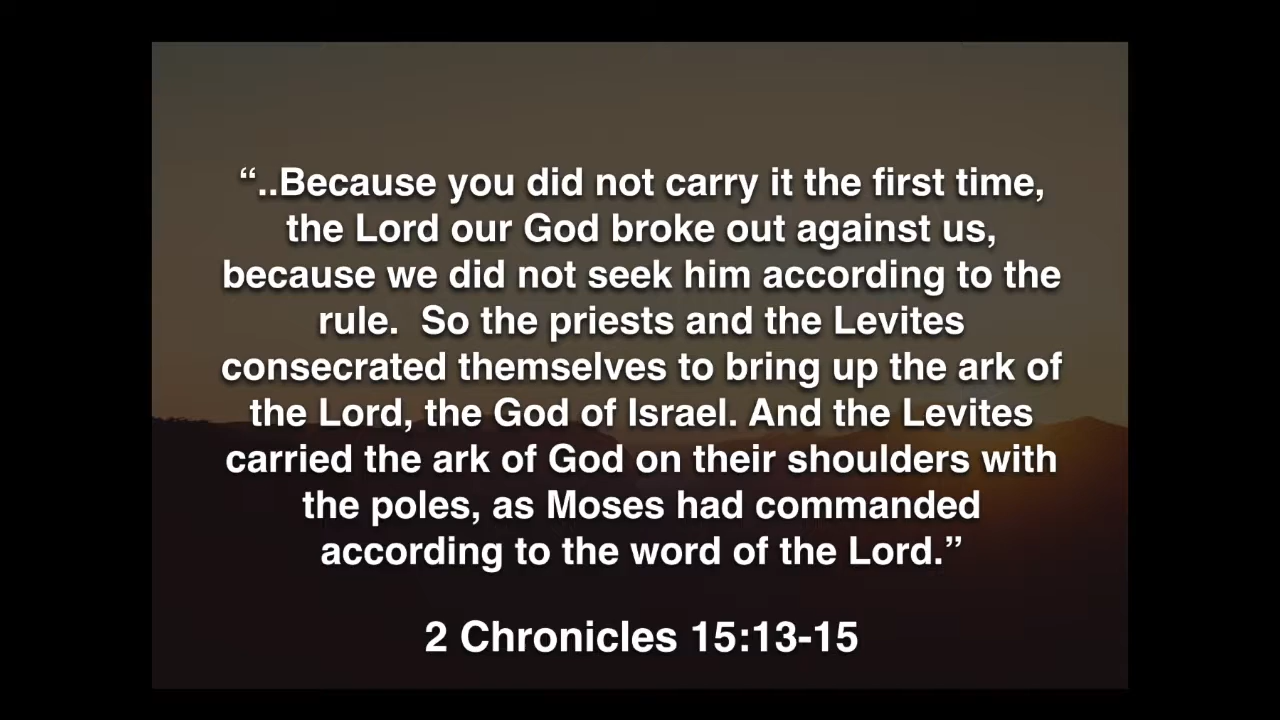 “..Because you did not carry it the first time,
the Lord our God broke out against us,
because we did not seek him according to the
rule.  So the priests and the Levites
consecrated themselves to bring up the ark of
the Lord, the God of Israel. And the Levites
carried the ark of God on their shoulders with
the poles, as Moses had commanded
according to the word of the Lord.”
2 Chronicles 15:13-15